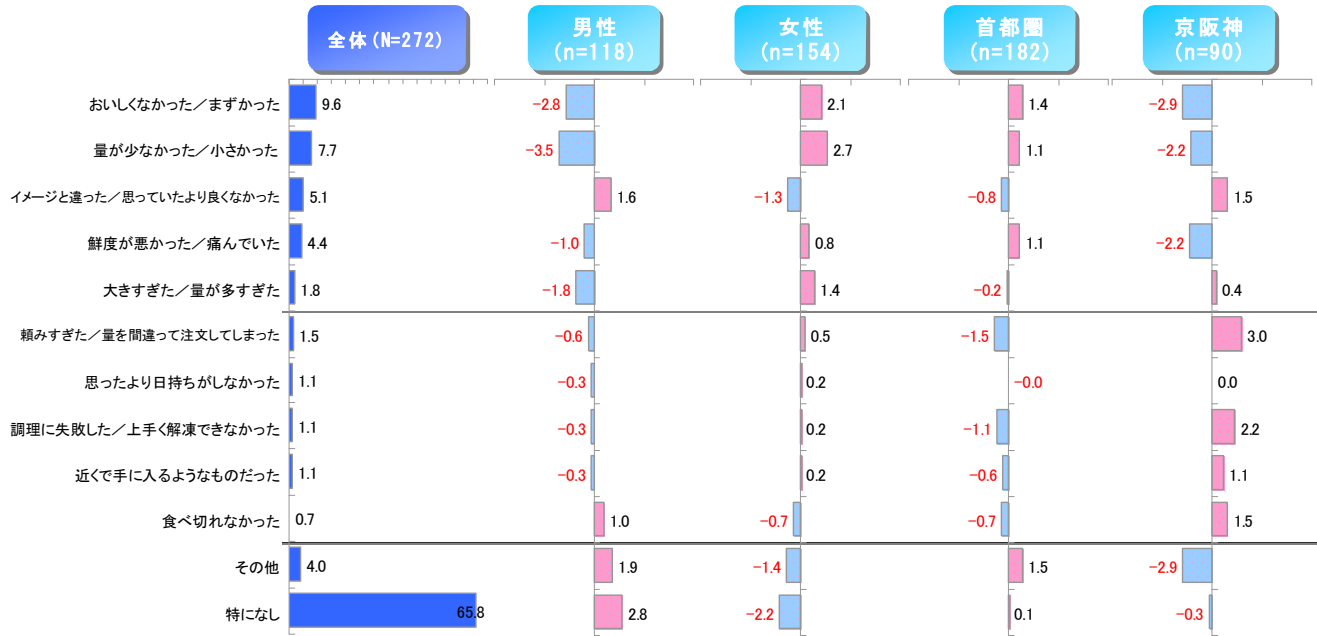 全体(N=272)
男性
(n=118)
女性
(n=154)
首都圏
(n=182)
京阪神
(n=90)
おいしくなかった／まずかった 9.6 -2.8 2.1 1.4 -2.9
量が少なかった／小さかった 7.7 -3.5 2.7 1.1 -2.2
イメージと違った／思っていたより良くなかった 5.1 1.6 -1.3 -0.8 1.5
鮮度が悪かった／痛んでいた 4.4 -1.0 0.8 1.1 -2.2
大きすぎた／量が多すぎた 1.8 -1.8 1.4 -0.2 0.4
頼みすぎた／量を間違って注文してしまった 1.5 -0.6 0.5 -1.5 3.0
思ったより日持ちがしなかった 1.1 -0.3 0.2 -0.0 0.0
調理に失敗した／上手く解凍できなかった 1.1 -0.3 0.2 -1.1 2.2
近くで手に入るようなものだった 1.1 -0.3 0.2 -0.6 1.1
食べ切れなかった 0.7 1.0 -0.7 -0.7 1.5
その他 4.0 1.9 -1.4 1.5 -2.9
特になし 65.8 2.8 -2.2 0.1 -0.3